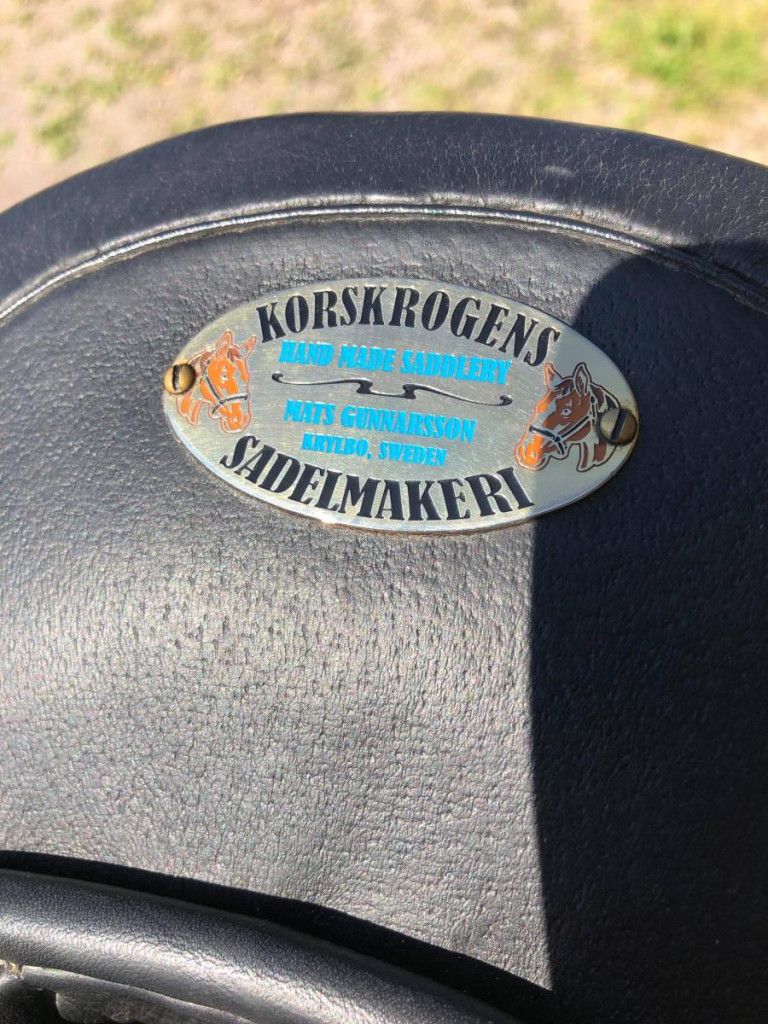 KORSKROGENS
HAND MADE SADDLERY
MATS GUNNARSSON
KRYLBO, SWEDEN
SADELMAKERI